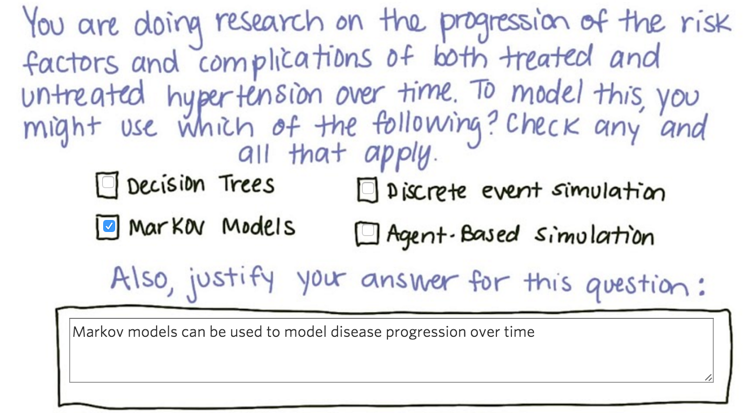 You are doing research on the progression of the risk
factors and complications of both treated and
untreated hypertension over time. To model this, you
might use which of the following? Check any and
all that apply.
Decision Trees
Discrete event simulation
Markov Models
Agent-Based simulation
Also, justify your answer for this question:
Markov models can be used to model disease progression over time